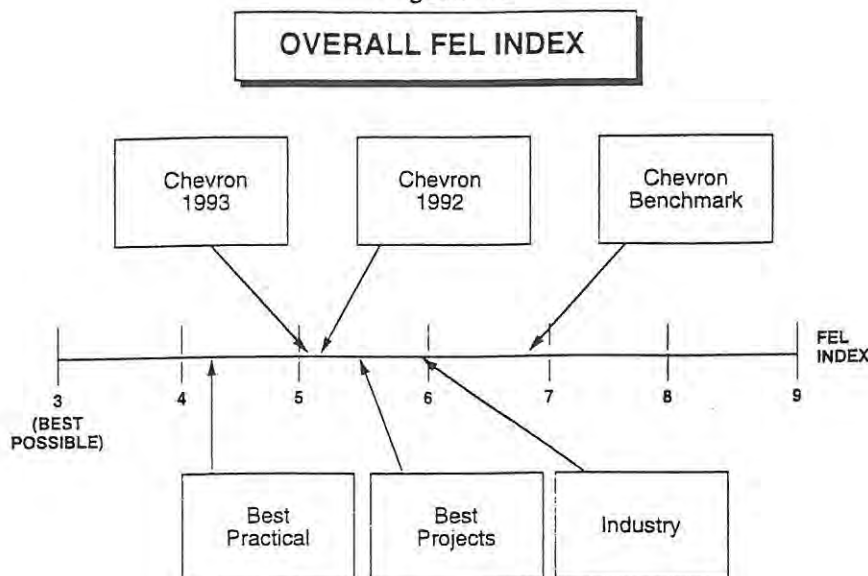 OVERALL FEL INDEX
Chevron
1993
Chevron
1992
Chevron
Benchmark
FEL
INDEX
3
4
5
6
7
8
9
(BEST
POSSIBLE)
Best
Practical
Best
Projects
Industry